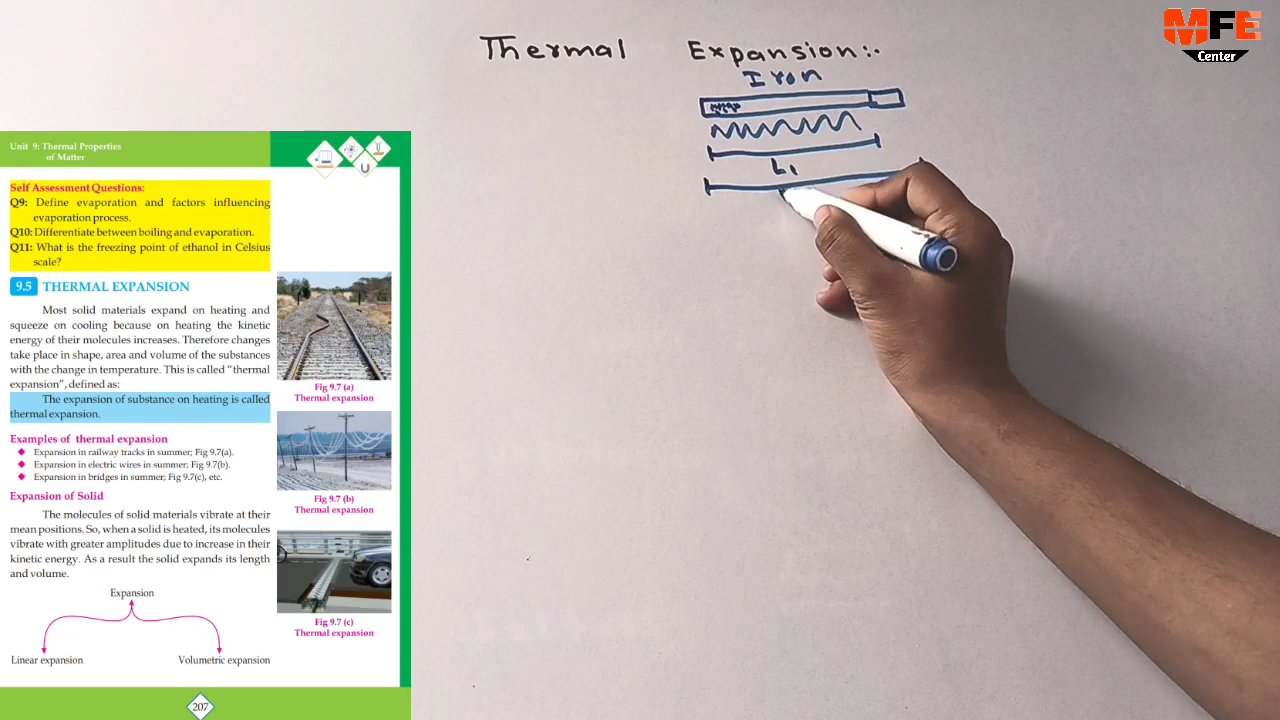 MFE
Center
Thermal Expansion:.
Iron
L1
Unit 9: Thermal Properties
of Matter
Self Assessment Questions:
Q9: Define evaporation and factors influencing
evaporation process.
Q10: Differentiate between boiling and evaporation.
Q11: What is the freezing point of ethanol in Celsius
scale?
9.5 THERMAL EXPANSION
Most solid materials expand on heating and
squeeze on cooling because on heating the kinetic
energy of their molecules increases. Therefore changes
take place in shape, area and volume of the substances
with the change in temperature. This is called "thermal
expansion", defined as:
The expansion of substance on heating is called
thermal expansion.
Examples of thermal expansion
Expansion in railway tracks in summer; Fig 9.7(a).
Expansion in electric wires in summer; Fig 9.7(b).
Expansion in bridges in summer; Fig 9.7(c), etc.
Expansion of Solid
The molecules of solid materials vibrate at their
mean positions. So, when a solid is heated, its molecules
vibrate with greater amplitudes due to increase in their
kinetic energy. As a result the solid expands its length
and volume.
Expansion
Linear expansion Volumetric expansion
Fig 9.7 (a)
Thermal expansion
Fig 9.7 (b)
Thermal expansion
Fig 9.7 (c)
Thermal expansion
207